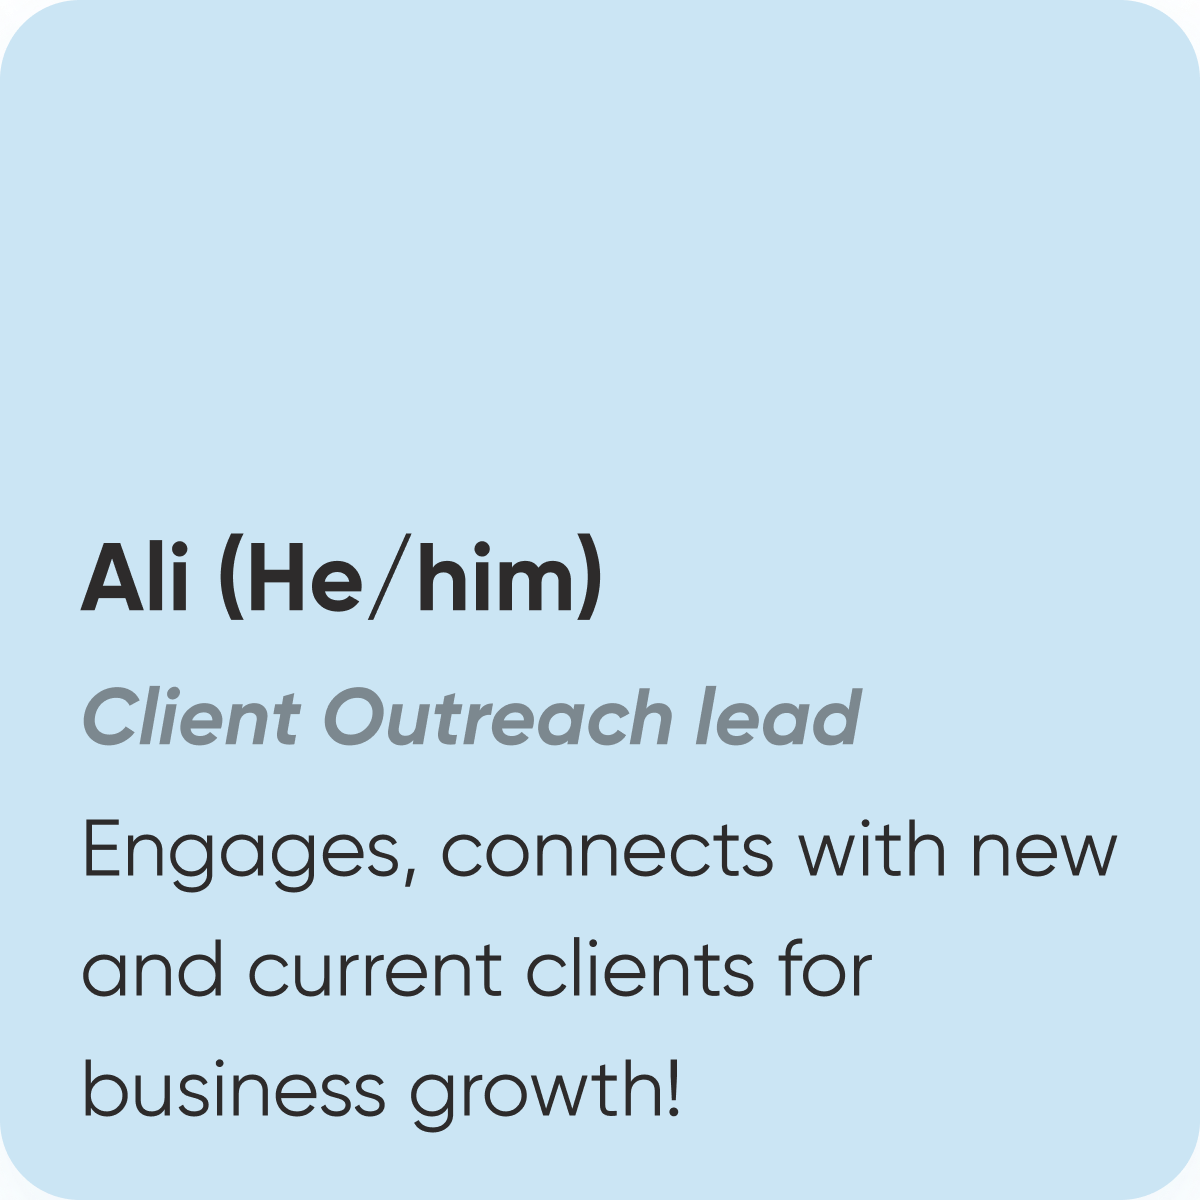 Ali (He/him)
Client Outreach lead
Engages, connects with new
and current clients for
business growth!